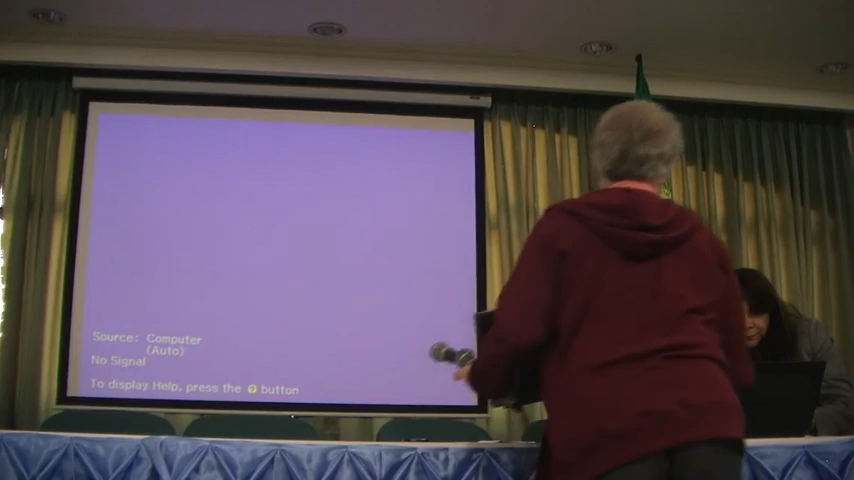 Source: Computer
(Auto)
No Signal
To display Help, press the ? button